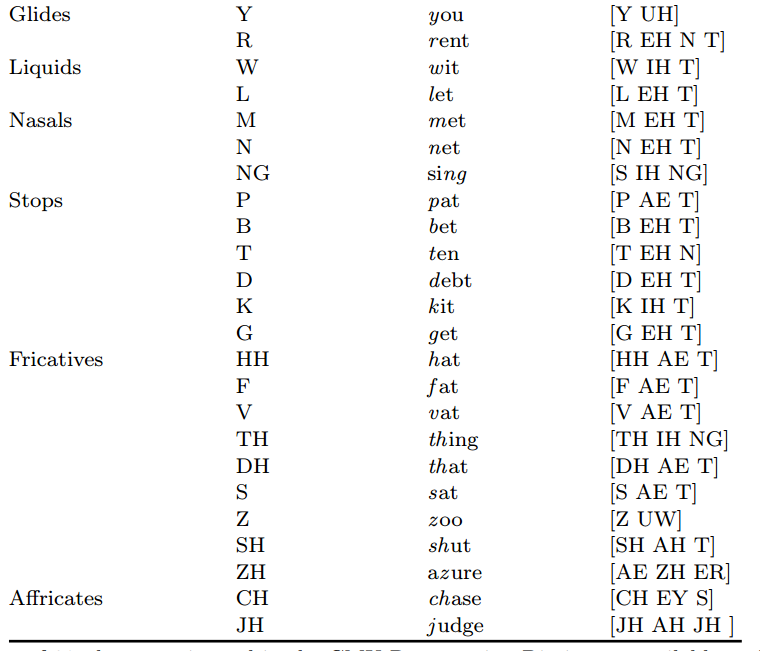 Glides Y you [Y UH]
R rent [R EH N T]
Liquids W wit [W IH T]
L let [L EH T]
Nasals M met [M EH T]
N net [N EH T]
NG sing [S IH NG]
Stops P pat [P AE T]
B bet [B EH T]
T ten [T EH N]
D debt [D EH T]
K kit [K IH T]
G get [G EH T]
Fricatives HH hat [HH AE T]
F fat [F AE T]
V vat [V AE T]
TH thing [TH IH NG]
DH that [DH AE T]
S sat [S AE T]
Z zoo [Z UW]
SH shut [SH AH T]
ZH azure [AE ZH ER]
Affricates CH chase [CH EY S]
JH judge [JH AH JH ]